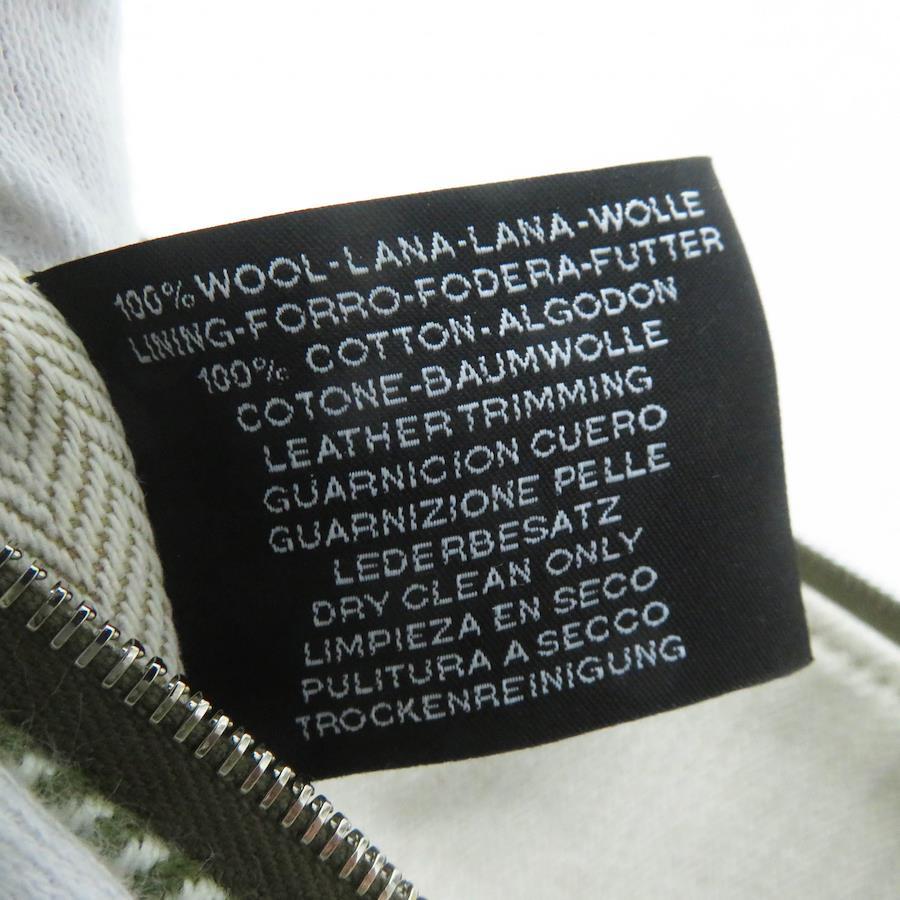 100% WOOL-LANA-LANA-WOLLE
LINING-FORRO-FODERA-FUTTER
100% COTTON-ALGODON
COTONE-BAUMWOLLE
LEATHER TRIMMING
GUARNICION CUERO
GUARNIZIONE PELLE
LEDERBESATZ
DRY CLEAN ONLY
LIMPIEZA EN SECO
PULITURA A SECCO
TROCKENREINIGUNG